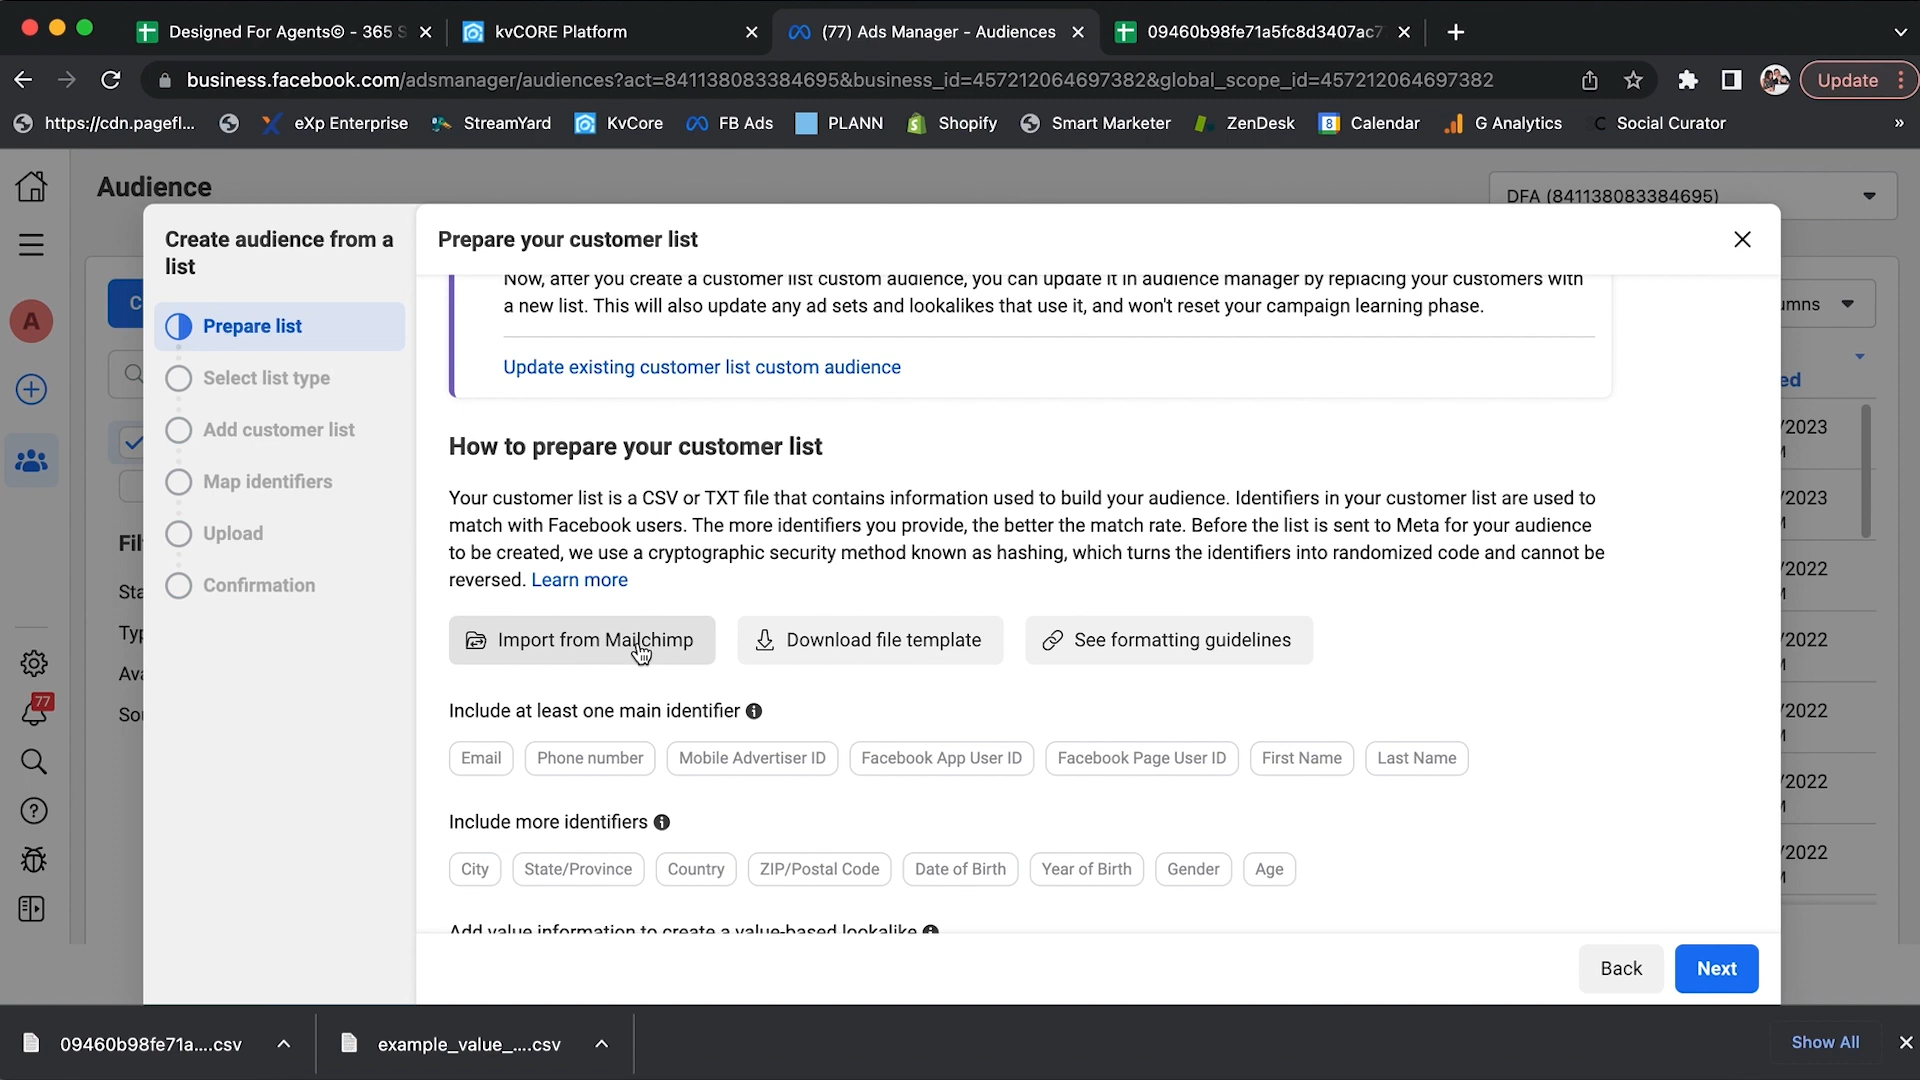 Designed For Agents© - 365 S
kvCORE Platform
(77) Ads Manager - Audiences
09460b98fe71a5fc8d3407ac7
business.facebook.com/adsmanager/audiences?act=841138083384695&business_id=457212064697382&global_scope_id=457212064697382
Update
https://cdn.pagefl...
eXp Enterprise
StreamYard
KvCore
FB Ads
PLANN
Shopify
Smart Marketer
ZenDesk
8
Calendar
G Analytics
Social Curator
»
Audience
DFA (841138083384695)
Create audience from a
list
Prepare list
Select list type
Add customer list
Map identifiers
Upload
Confirmation
A
77
C
Fil
Sta
Typ
Ava
Sou
Prepare your customer list
Now, after you create a customer list custom audience, you can update it in audience manager by replacing your customers with
a new list. This will also update any ad sets and lookalikes that use it, and won't reset your campaign learning phase.
Update existing customer list custom audience
How to prepare your customer list
Your customer list is a CSV or TXT file that contains information used to build your audience. Identifiers in your customer list are used to
match with Facebook users. The more identifiers you provide, the better the match rate. Before the list is sent to Meta for your audience
to be created, we use a cryptographic security method known as hashing, which turns the identifiers into randomized code and cannot be
reversed. Learn more
Import from Mailchimp
Download file template
See formatting guidelines
Include at least one main identifier
Email
Phone number
Mobile Advertiser ID
Facebook App User ID
Facebook Page User ID
First Name
Last Name
Include more identifiers
City
State/Province
Country
ZIP/Postal Code
Date of Birth
Year of Birth
Gender
Age
Add value information to create a value-based lookalike
Back
Next
umns
ed
/2023
/2023
/2022
/2022
/2022
/2022
/2022
09460b98fe71a....csv
example_value_....csv
Show All